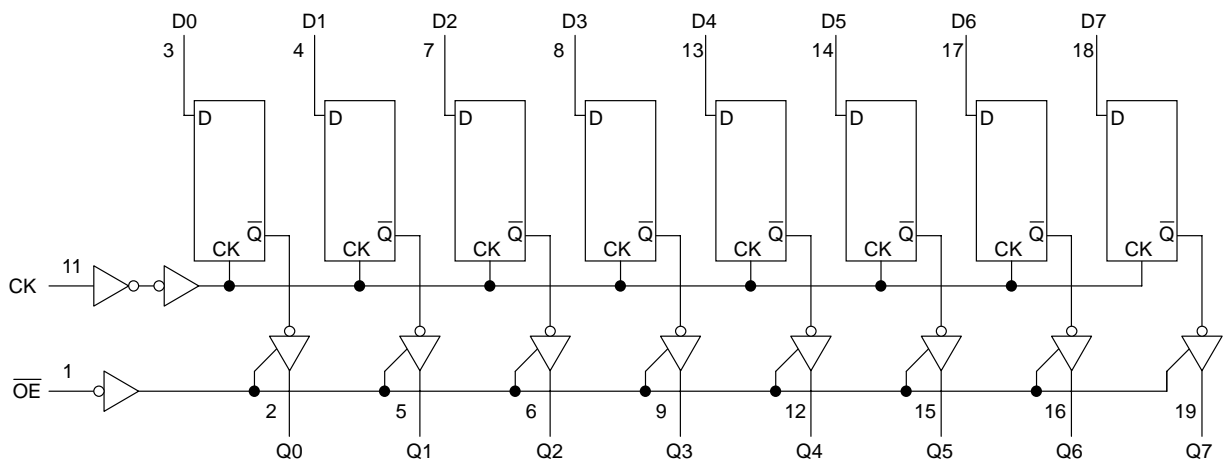 D0 D1 D2 D3 D4 D5 D6 D7
3 4 7 8 13 14 17 18
D D D D D D D D
Q̅ Q̅ Q̅ Q̅ Q̅ Q̅ Q̅ Q̅
CK CK CK CK CK CK CK CK
11
CK
1
O̅E̅
2 5 6 9 12 15 16 19
Q0 Q1 Q2 Q3 Q4 Q5 Q6 Q7